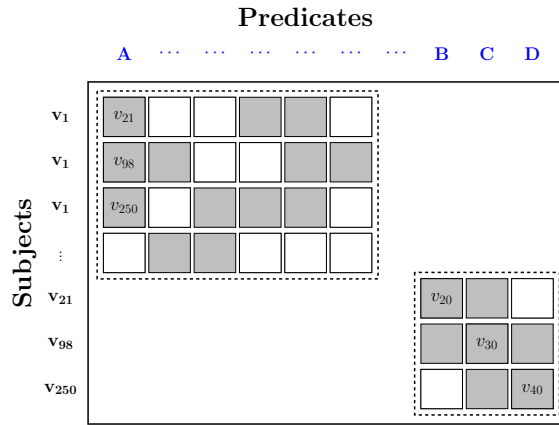 Predicates
A ... ... ... ... ... ... B C D
Subjects
v1 v21
v1 v98
v1 v250
⋮
v21 v20
v98 v30
v250 v40